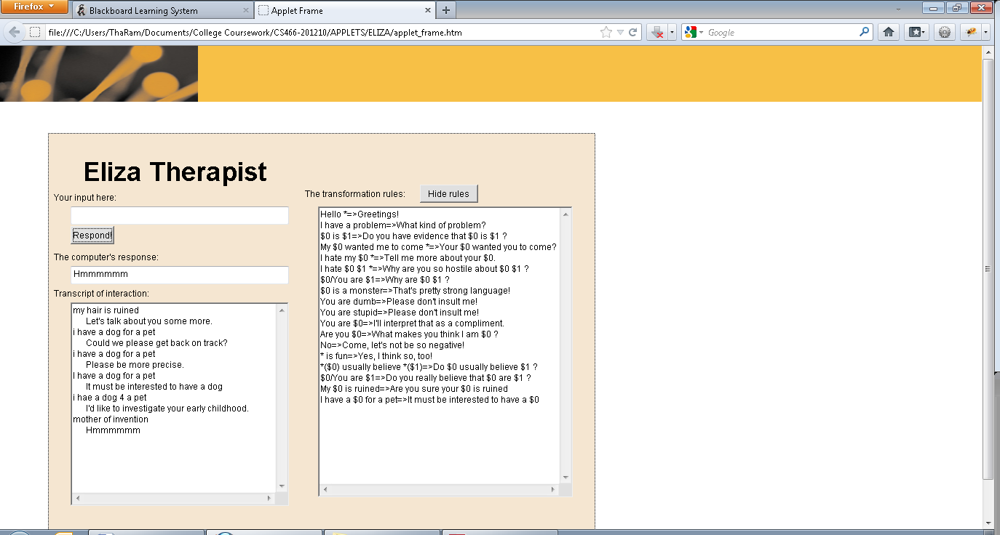 Firefox
Blackboard Learning System
Applet Frame
file:///C:/Users/ThaRam/Documents/College Coursework/CS466-201210/APPLETS/ELIZA/applet_frame.htm
Google
Eliza Therapist
Your input here:
Respond!
The computer's response:
Hmmmmmm
Transcript of interaction:
my hair is ruined
Let's talk about you some more.
i have a dog for a pet
Could we please get back on track?
i have a dog for a pet
Please be more precise.
I have a dog for a pet
It must be interested to have a dog
i hae a dog 4 a pet
I'd like to investigate your early childhood.
mother of invention
Hmmmmmm
The transformation rules:
Hide rules
Hello *=>Greetings!
I have a problem=>What kind of problem?
$0 is $1=>Do you have evidence that $0 is $1 ?
My $0 wanted me to come *=>Your $0 wanted you to come?
I hate my $0 *=>Tell me more about your $0.
I hate $0 $1 *=>Why are you so hostile about $0 $1 ?
$0/You are $1=>Why are $0 $1 ?
$0 is a monster=>That's pretty strong language!
You are dumb=>Please don't insult me!
You are stupid=>Please don't insult me!
You are $0=>I'll interpret that as a compliment.
Are you $0=>What makes you think I am $0 ?
No=>Come, let's not be so negative!
* is fun=>Yes, I think so, too!
*($0) usually believe *($1)=>Do $0 usually believe $1 ?
$0/You are $1=>Do you really believe that $0 are $1 ?
My $0 is ruined=>Are you sure your $0 is ruined
I have a $0 for a pet=>It must be interested to have a $0